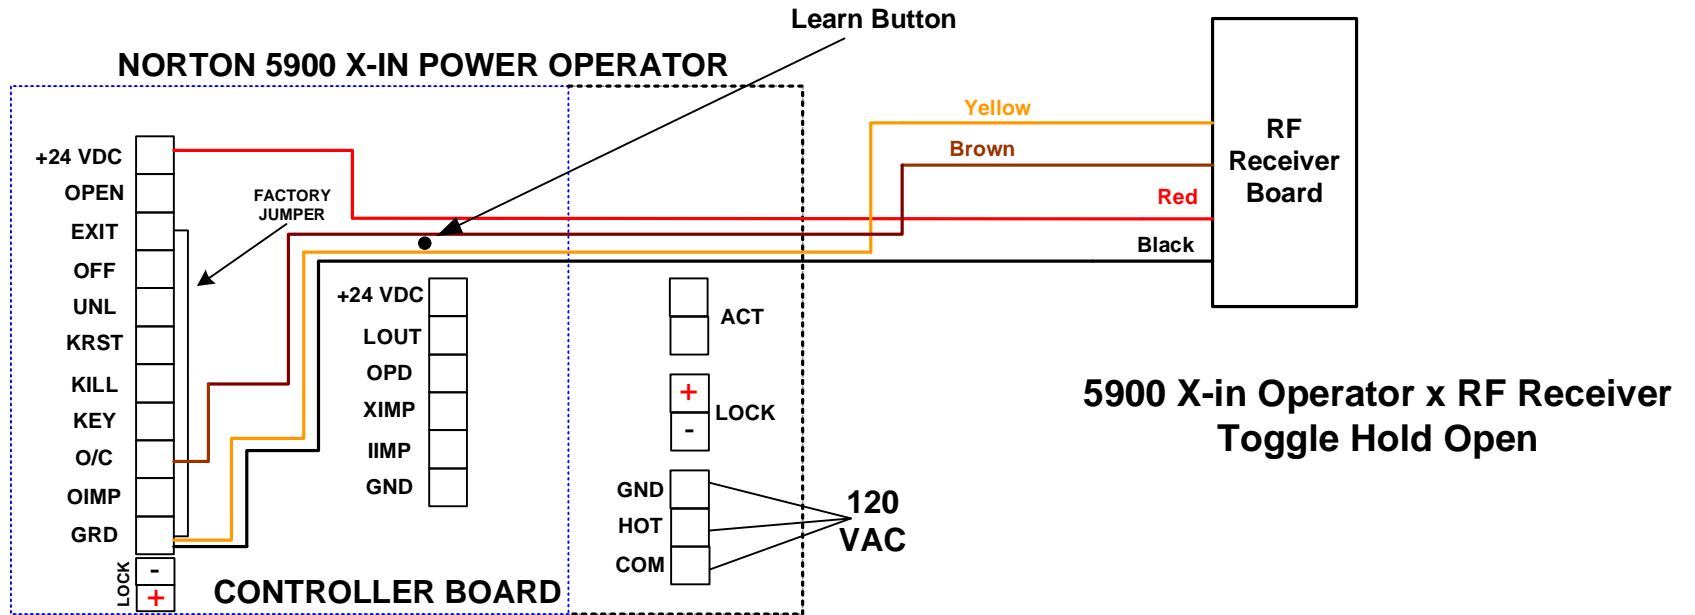 Learn Button
NORTON 5900 X-IN POWER OPERATOR
Yellow
Brown
Red
Black
RF
Receiver
Board
+24 VDC
OPEN
EXIT
OFF
UNL
KRST
KILL
KEY
O/C
OIMP
GRD
LOCK
-
+
FACTORY
JUMPER
+24 VDC
LOUT
OPD
XIMP
IIMP
GND
ACT
+
-
LOCK
GND
HOT
COM
120
VAC
CONTROLLER BOARD
5900 X-in Operator x RF Receiver
Toggle Hold Open